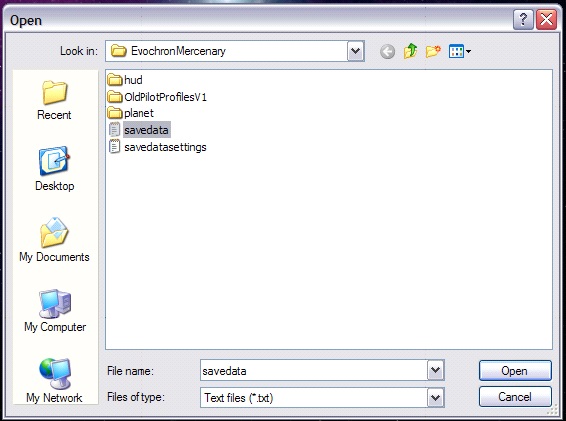 Open
Look in: EvochronMercenary
hud
OldPilotProfilesV1
planet
savedata
savedatasettings
Recent
Desktop
My Documents
My Computer
My Network
File name: savedata Open
Files of type: Text files (*.txt) Cancel